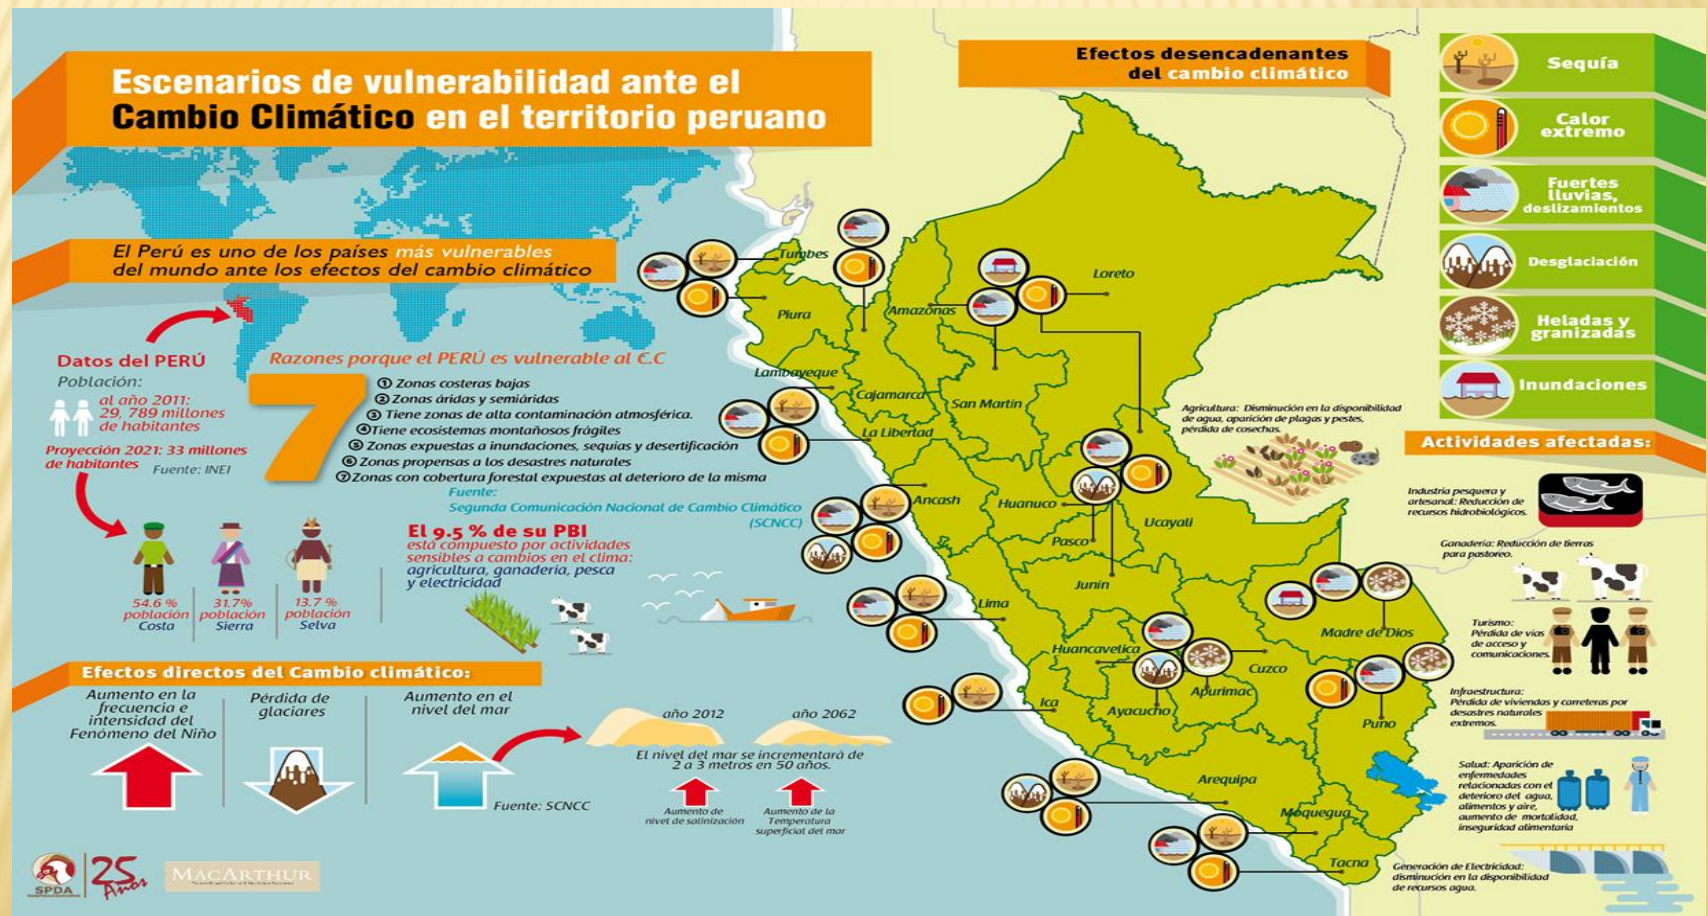 Escenarios de vulnerabilidad ante el
Cambio Climático en el territorio peruano
El Perú es uno de los países más vulnerables
del mundo ante los efectos del cambio climático
Datos del PERÚ
Población:
al año 2011:
29, 789 millones
de habitantes
Proyección 2021: 33 millones
de habitantes Fuente: INEI
54.6 %
población
Costa
31.7%
población
Sierra
13.7 %
población
Selva
Razones porque el PERÚ es vulnerable al C.C
7
1 Zonas costeras bajas
2 Zonas áridas y semiáridas
3 Tiene zonas de alta contaminación atmosférica.
4 Tiene ecosistemas montañosos frágiles
5 Zonas expuestas a inundaciones, sequias y desertificación
6 Zonas propensas a los desastres naturales
7 Zonas con cobertura forestal expuestas al deterioro de la misma
Fuente:
Segunda Comunicación Nacional de Cambio Climático
(SCNCC)
El 9.5 % de su PBI
está compuesto por actividades
sensibles a cambios en el clima:
agricultura, ganadería, pesca
y electricidad
Efectos directos del Cambio climático:
Aumento en la
frecuencia e
intensidad del
Fenómeno del Niño
Pérdida de
glaciares
Aumento en el
nivel del mar
Fuente: SCNCC
año 2012
año 2062
El nivel del mar se incrementará de
2 a 3 metros en 50 años.
Aumento de
nivel de salinización
Aumento de la
Temperatura
superficial del mar
SPDA
25
Años
MACARTHUR
Efectos desencadenantes
del cambio climático
Sequía
Calor
extremo
Fuertes
lluvias,
deslizamientos
Desglaciación
Heladas y
granizadas
Inundaciones
Tumbes
Piura
Lambayeque
Cajamarca
Amazonas
Loreto
San Martín
La Libertad
Ancash
Huanuco
Pasco
Ucayali
Junín
Lima
Huancavelica
Ica
Ayacucho
Apurimac
Cuzco
Madre de Dios
Puno
Arequipa
Moquegua
Tacna
Agricultura: Disminución en la disponibilidad
de agua, aparición de plagas y pestes,
pérdida de cosechas.
Actividades afectadas:
Industria pesquera y
artesanal: Reducción de
recursos hidrobiológicos.
Ganadería: Reducción de tierras
para pastoreo.
Turismo:
Pérdida de vías
de acceso y
comunicaciones.
Infraestructura:
Pérdida de viviendas y carreteras por
desastres naturales
extremos.
Salud: Aparición de
enfermedades
relacionadas con el
deterioro del agua,
alimentos y aire,
aumento de mortalidad,
inseguridad alimentaria
Generación de Electricidad:
disminución en la disponibilidad
de recursos agua.